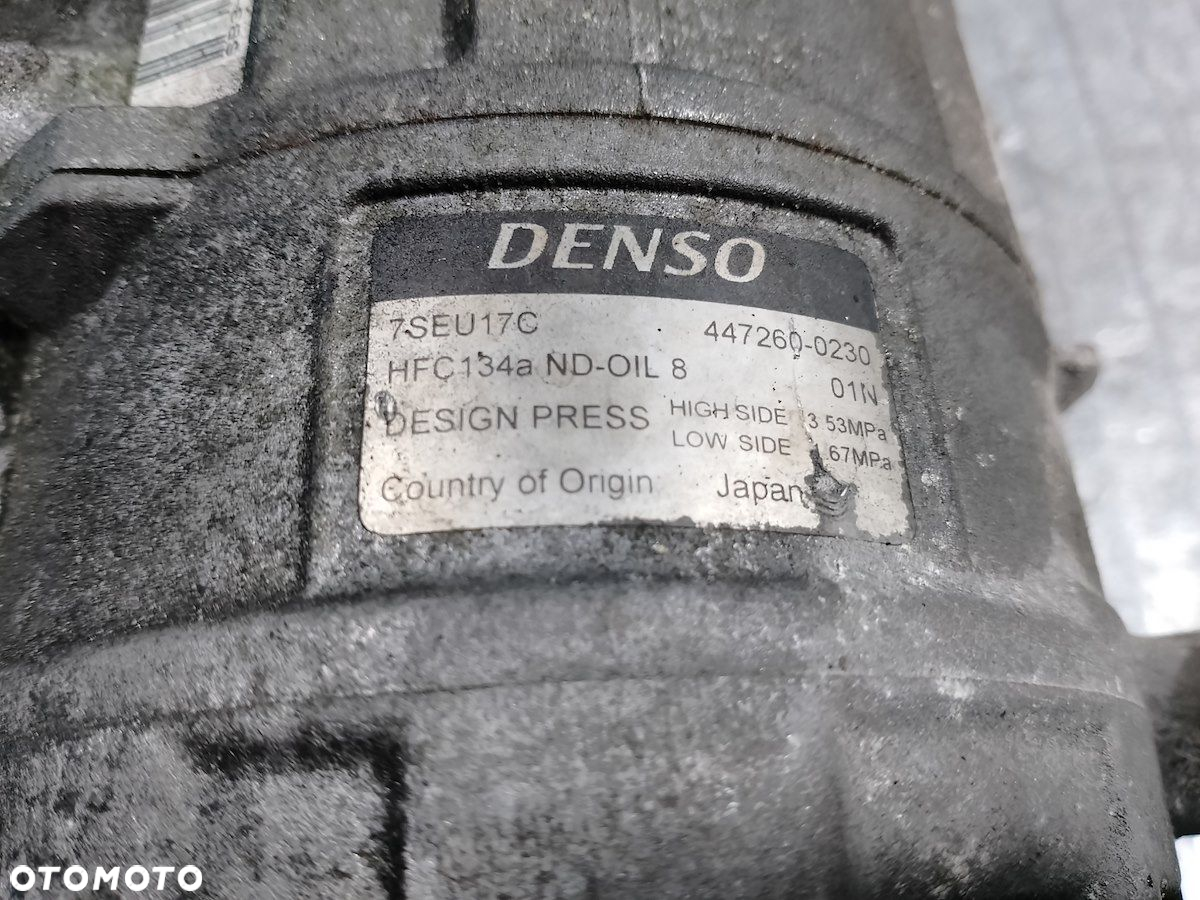 DENSO
7SEU17C 447260-0230
HFC134a ND-OIL 8 01N
DESIGN PRESS HIGH SIDE 3 53MPa
LOW SIDE 67MPa
Country of Origin Japan
OTOMOTO